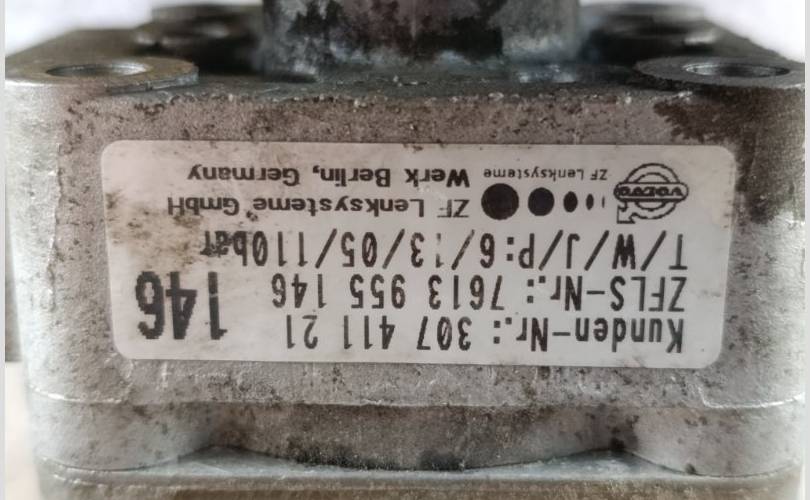 Kunden-Nr.: 307 411 21
ZFLS-Nr.: 7613 955 146
146
T/W/J/P:6/13/05/110bar
VOLVO
ZF Lenksysteme
ZF Lenksysteme GmbH
Werk Berlin, Germany